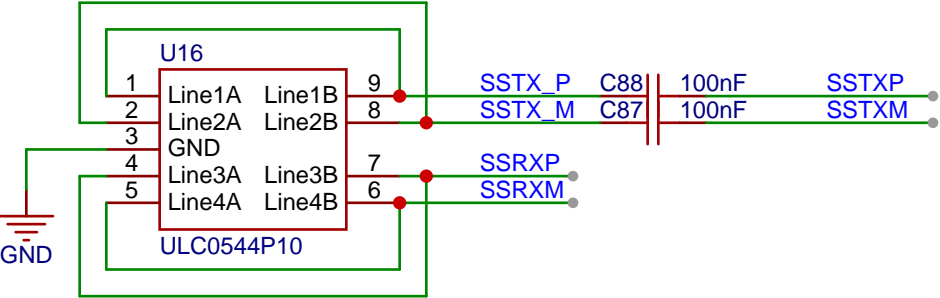 U16
1 Line1A Line1B 9 SSTX_P C88 100nF SSTXP
2 Line2A Line2B 8 SSTX_M C87 100nF SSTXM
3 GND
4 Line3A Line3B 7 SSRXP
5 Line4A Line4B 6 SSRXM
ULC0544P10
GND